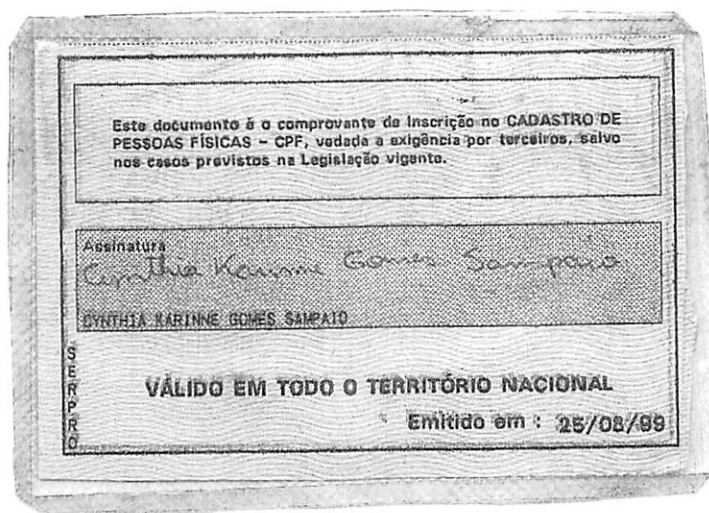 Este documento é o comprovante de Inscrição no CADASTRO DE
PESSOAS FÍSICAS - CPF, vedada a exigência por terceiros, salvo
nos casos previstos na Legislação vigente.
Assinatura
Cynthia Karinne Gomes Sampaio
CYNTHIA KARINNE GOMES SAMPAIO
SERPRO
VÁLIDO EM TODO O TERRITÓRIO NACIONAL
Emitido em : 25/08/99